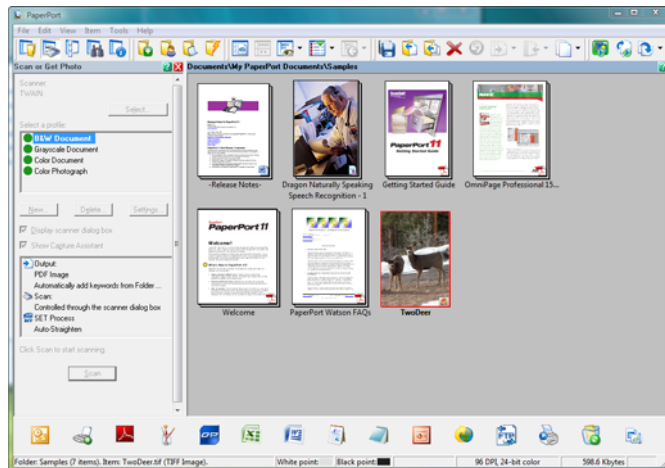 PaperPort
File Edit View Item Tools Help
Scan or Get Photo
Documents\My PaperPort Documents\Samples
Scanner:
TWAIN
Select...
Select a profile:
B&W Document
Grayscale Document
Color Document
Color Photograph
New... Delete... Settings...
Display scanner dialog box
Show Capture Assistant
Output:
PDF Image
Automatically add keywords from Folder ...
Scan:
Controlled through the scanner dialog box
SET Process
Auto-Straighten
Click Scan to start scanning.
Scan
PaperPort 11
Getting Started Guide
-Release Notes-
Dragon Naturally Speaking
Speech Recognition - 1
Getting Started Guide
OmniPage Professional 15...
PaperPort 11
Welcome!
Welcome
PaperPort Watson FAQs
TwoDeer
OP
FTP
Folder: Samples (7 items). Item: TwoDeer.tif (TIFF Image).
White point:
Black point:
96 DPI, 24-bit color
598.6 Kbytes